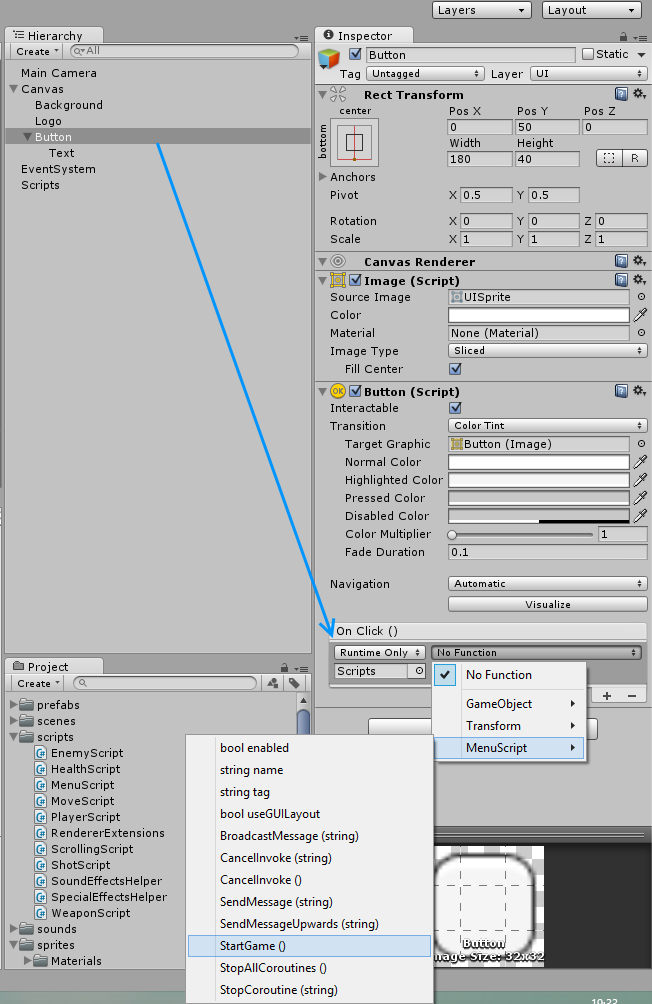 Layers Layout
Hierarchy
Create All
Main Camera
Canvas
Background
Logo
Button
Text
EventSystem
Scripts
Inspector
Button Static
Tag Untagged Layer UI
Rect Transform
center Pos X Pos Y Pos Z
bottom 0 50 0
Width Height
180 40 R
Anchors
Pivot X 0.5 Y 0.5
Rotation X 0 Y 0 Z 0
Scale X 1 Y 1 Z 1
Canvas Renderer
Image (Script)
Source Image UISprite
Color
Material None (Material)
Image Type Sliced
Fill Center
OK Button (Script)
Interactable
Transition Color Tint
Target Graphic Button (Image)
Normal Color
Highlighted Color
Pressed Color
Disabled Color
Color Multiplier 1
Fade Duration 0.1
Navigation Automatic
Visualize
On Click ()
Runtime Only No Function
Scripts
No Function
GameObject
Transform
MenuScript
Project
Create
prefabs
scenes
scripts
EnemyScript
HealthScript
MenuScript
MoveScript
PlayerScript
RendererExtensions
ScrollingScript
ShotScript
SoundEffectsHelper
SpecialEffectsHelper
WeaponScript
sounds
sprites
Materials
bool enabled
string name
string tag
bool useGUILayout
BroadcastMessage (string)
CancelInvoke (string)
CancelInvoke ()
SendMessage (string)
SendMessageUpwards (string)
StartGame ()
StopAllCoroutines ()
StopCoroutine (string)
Button
mage Size: 32x32